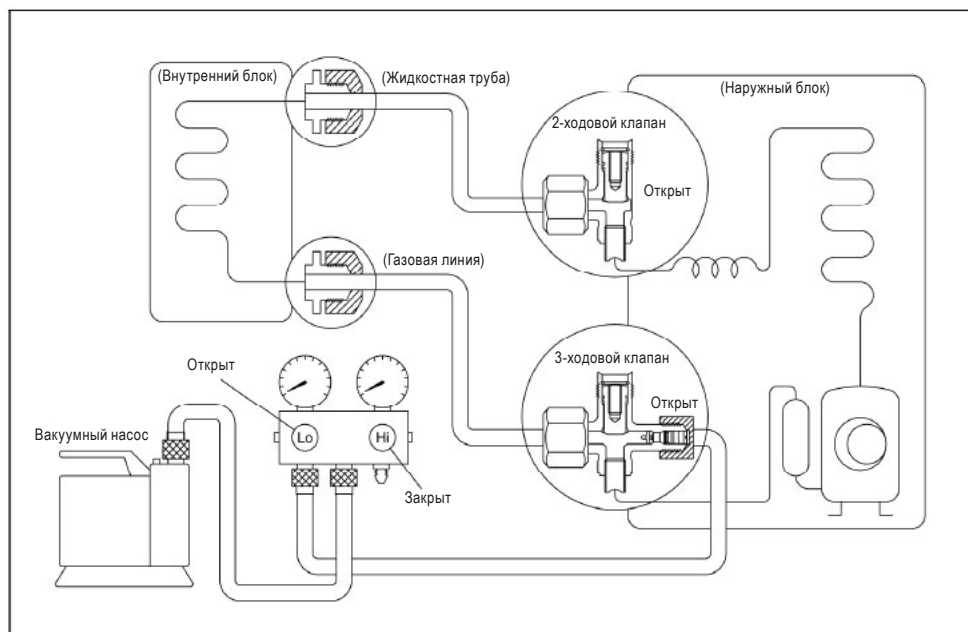 (Внутренний блок)
(Жидкостная труба)
(Наружный блок)
2-ходовой клапан
Открыт
(Газовая линия)
3-ходовой клапан
Открыт
Открыт
Вакуумный насос
Lo
Hi
Закрыт